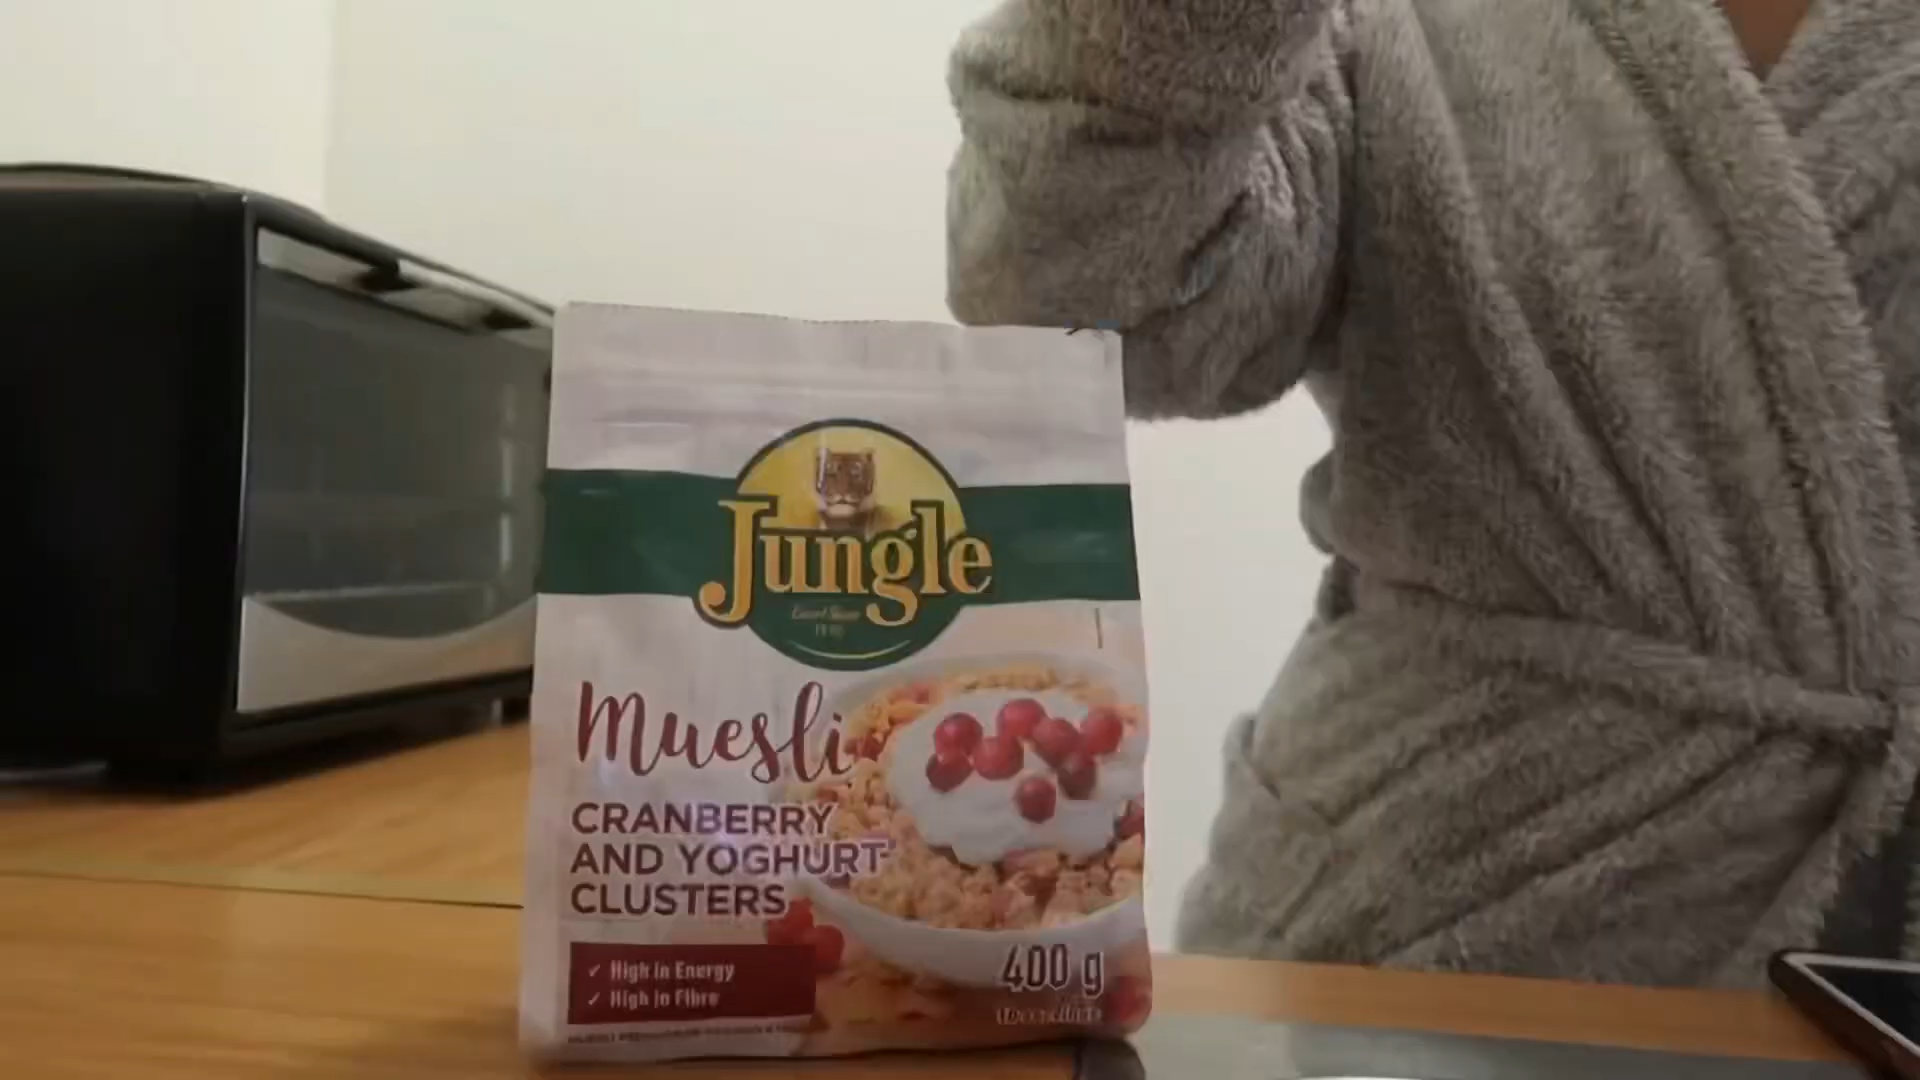 Jungle
Muesli
CRANBERRY
AND YOGHURT
CLUSTERS
✓ High in Energy
✓ High in Fibre
400 g